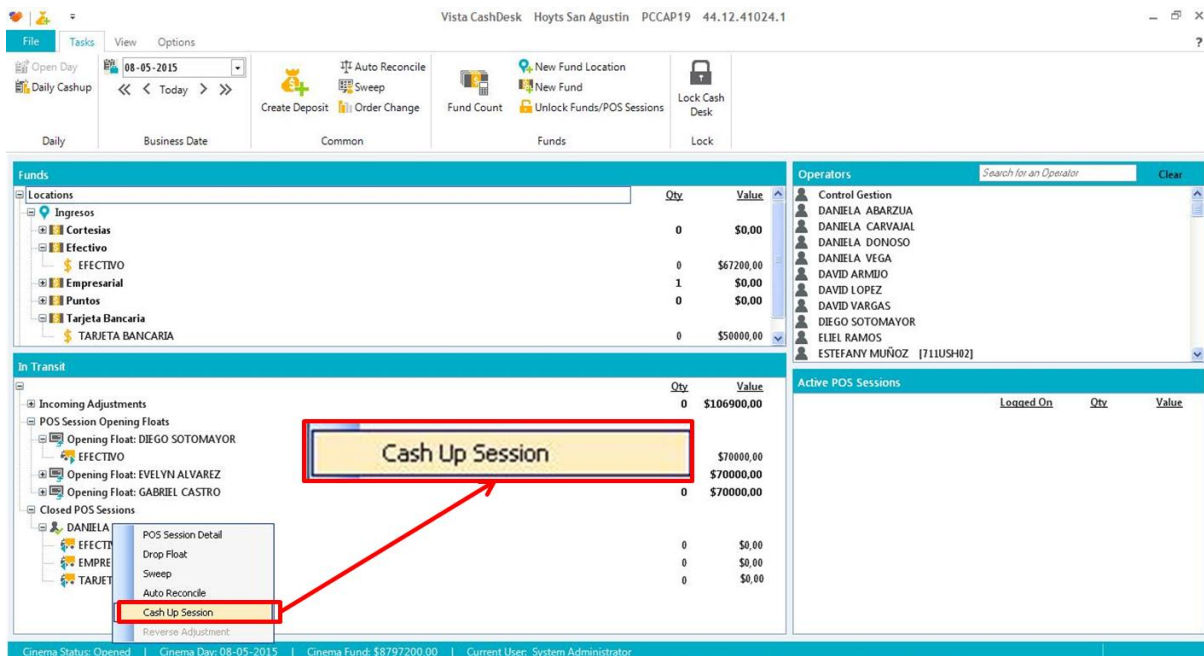 Vista CashDesk Hoyts San Agustin PCCAP19 44.12.41024.1
File Tasks View Options ?
Open Day
Daily Cashup
Daily
08-05-2015
Today
Business Date
Create Deposit
Auto Reconcile
Sweep
Order Change
Common
Fund Count
New Fund Location
New Fund
Unlock Funds/POS Sessions
Funds
Lock Cash
Desk
Lock
Funds
Locations Qty Value
Ingresos
Cortesias 0 $0,00
Efectivo
EFECTIVO 0 $67200,00
Empresarial 1 $0,00
Puntos 0 $0,00
Tarjeta Bancaria
TARJETA BANCARIA 0 $50000,00
Operators Search for an Operator Clear
Control Gestion
DANIELA ABARZUA
DANIELA CARVAJAL
DANIELA DONOSO
DANIELA VEGA
DAVID ARMIJO
DAVID LOPEZ
DAVID VARGAS
DIEGO SOTOMAYOR
ELIEL RAMOS
ESTEFANY MUÑOZ [711USH02]
In Transit
Qty Value
Incoming Adjustments 0 $106900,00
POS Session Opening Floats
Opening Float: DIEGO SOTOMAYOR
EFECTIVO $70000,00
Opening Float: EVELYN ALVAREZ $70000,00
Opening Float: GABRIEL CASTRO 0 $70000,00
Closed POS Sessions
DANIELA
EFECTI 0 $0,00
EMPRE 0 $0,00
TARJET 0 $0,00
POS Session Detail
Drop Float
Sweep
Auto Reconcile
Cash Up Session
Reverse Adjustment
Cash Up Session
Active POS Sessions
Logged On Qty Value
Cinema Status: Opened | Cinema Day: 08-05-2015 | Cinema Fund: $8797200.00 | Current User: System Administrator